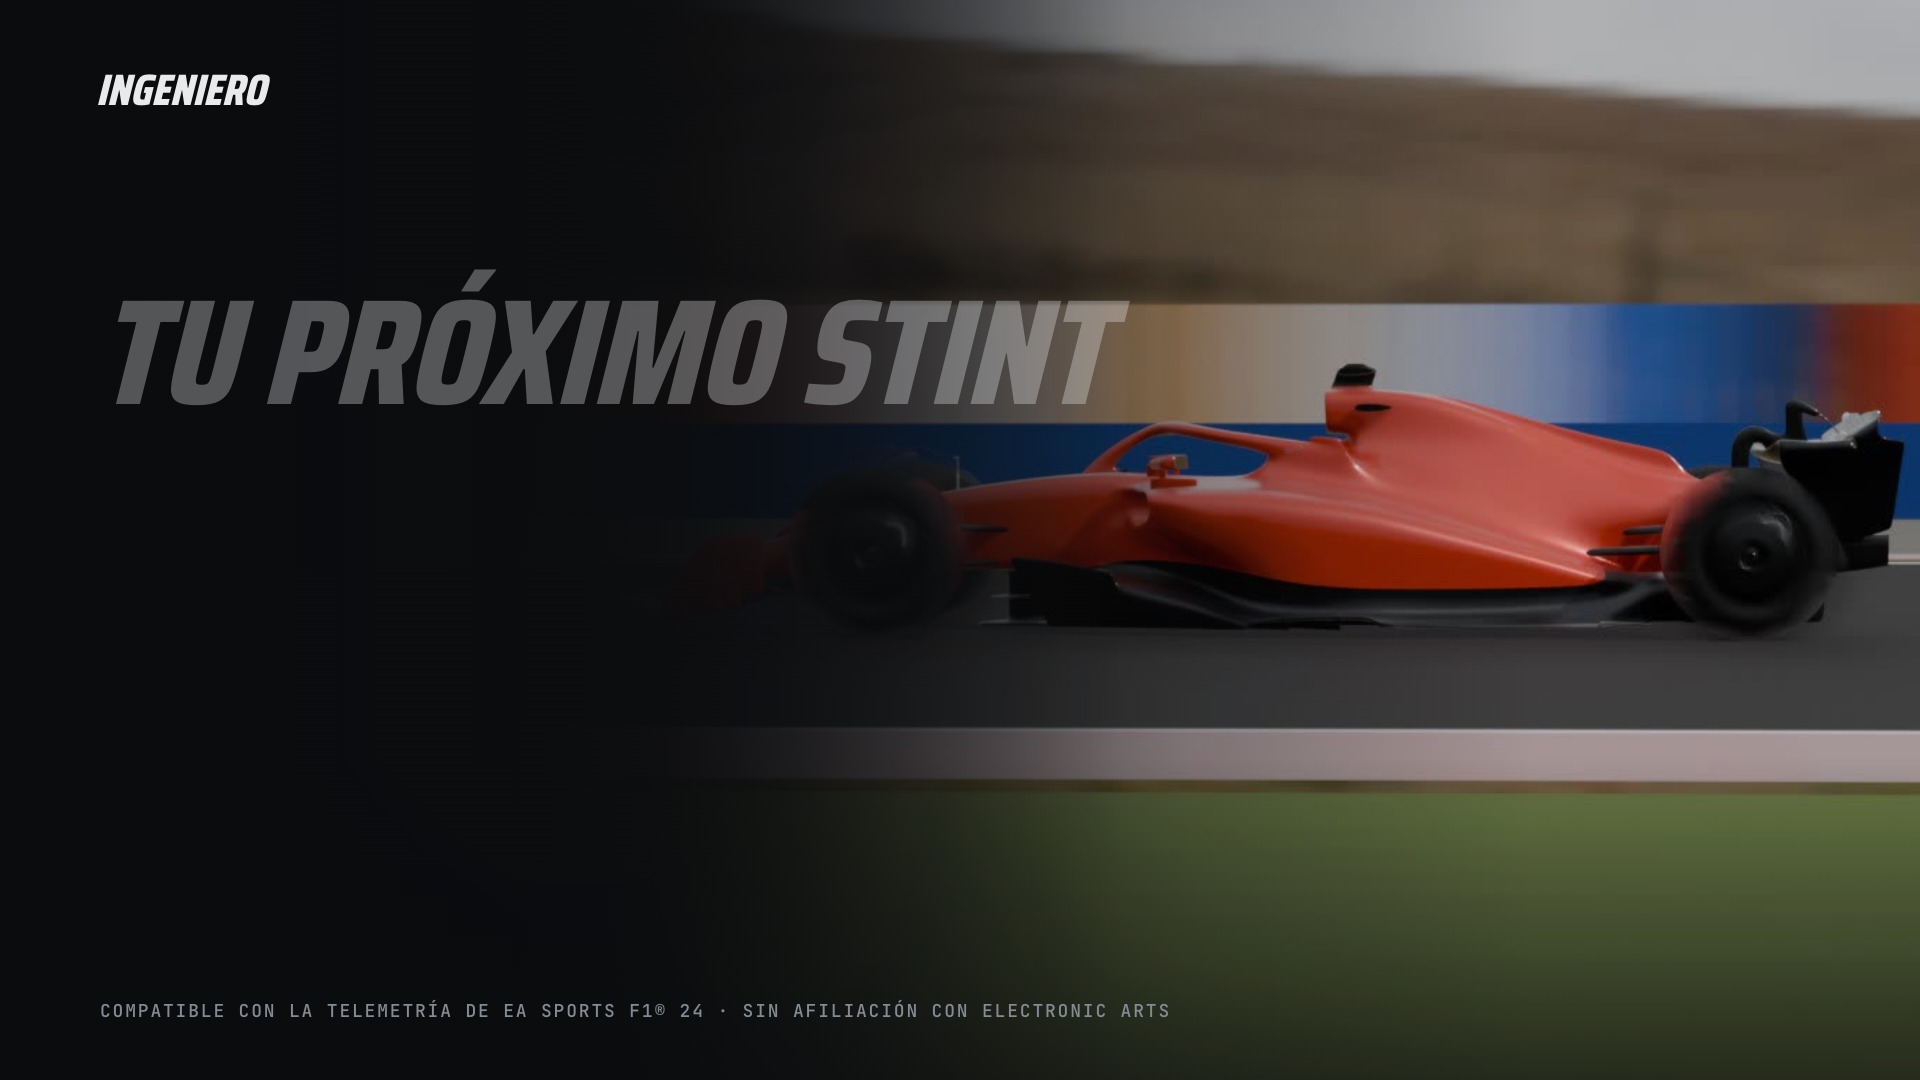 INGENIERO
TU PRÓXIMO STINT
COMPATIBLE CON LA TELEMETRÍA DE EA SPORTS F1® 24 · SIN AFILIACIÓN CON ELECTRONIC ARTS